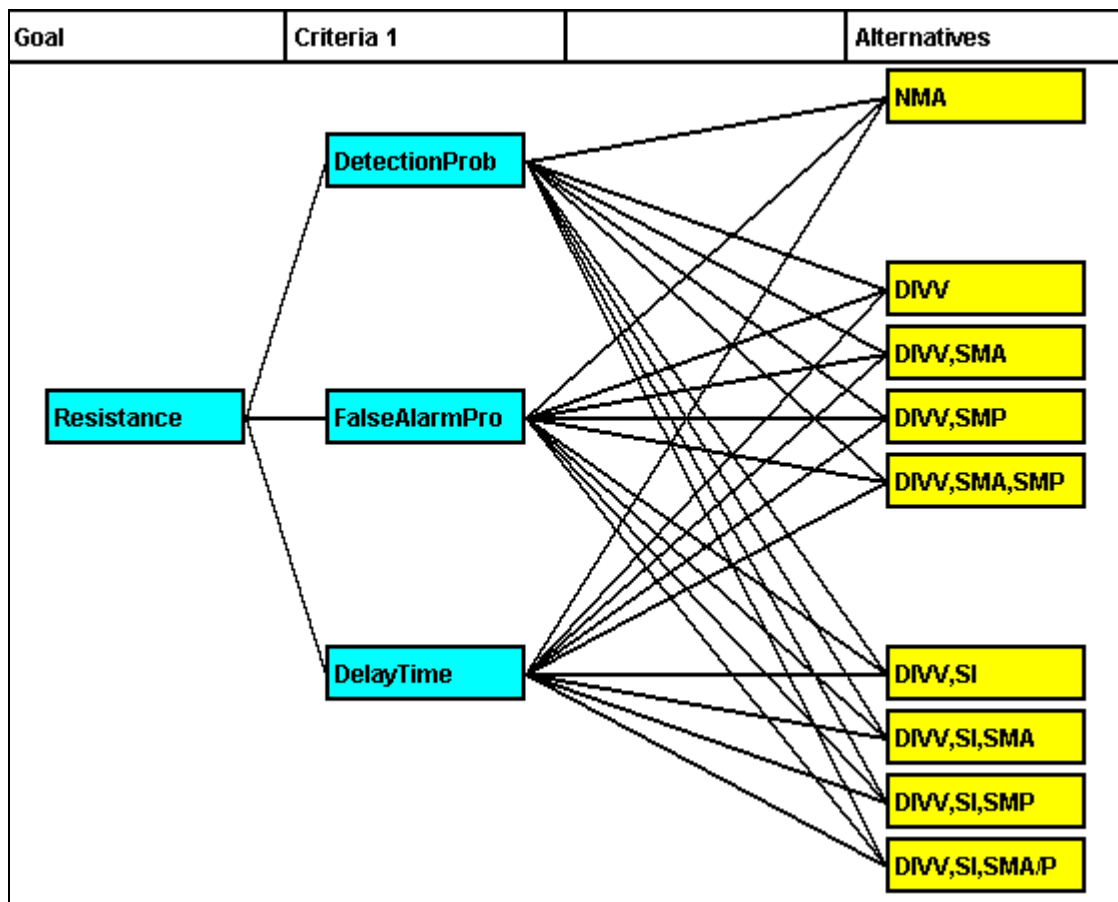 Goal
Criteria 1
Alternatives
NMA
DetectionProb
DIVV
DIVV,SMA
Resistance
FalseAlarmPro
DIVV,SMP
DIVV,SMA,SMP
DelayTime
DIVV,SI
DIVV,SI,SMA
DIVV,SI,SMP
DIVV,SI,SMA/P